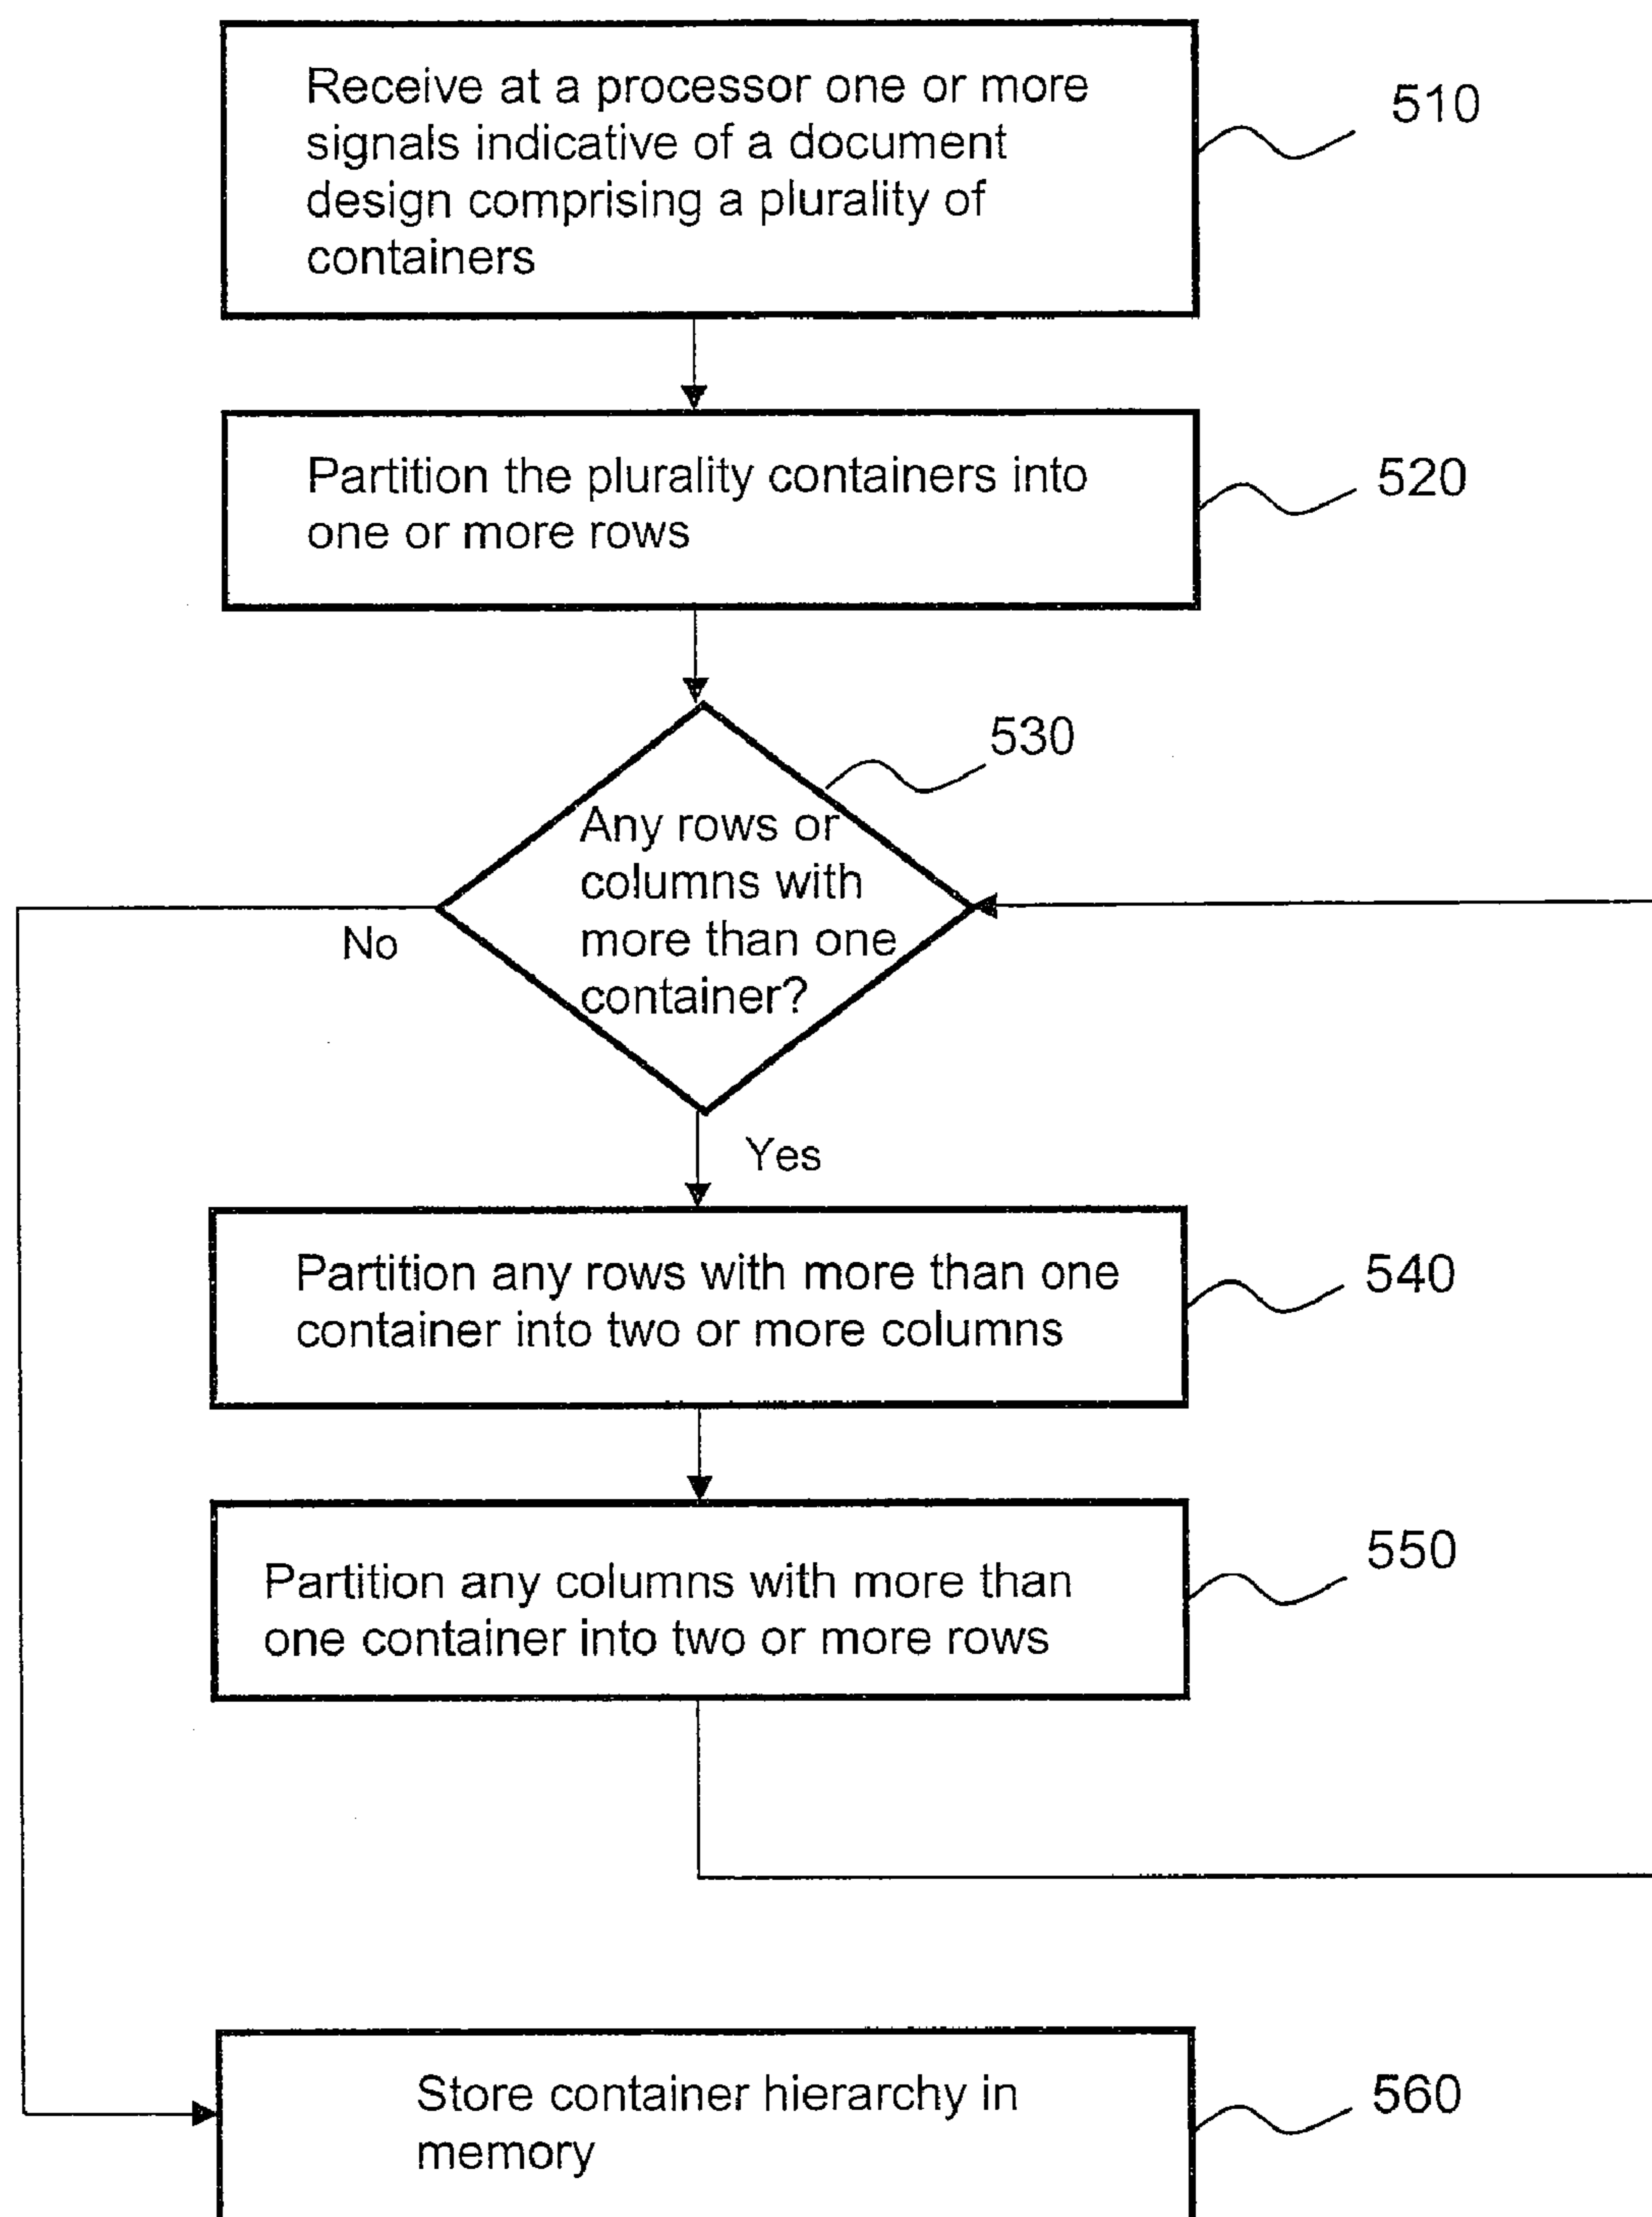 Receive at a processor one or more
signals indicative of a document
design comprising a plurality of
containers
510
Partition the plurality containers into
one or more rows
520
530
Any rows or
columns with
more than one
container?
No
Yes
Partition any rows with more than one
container into two or more columns
540
Partition any columns with more than
one container into two or more rows
550
Store container hierarchy in
memory
560